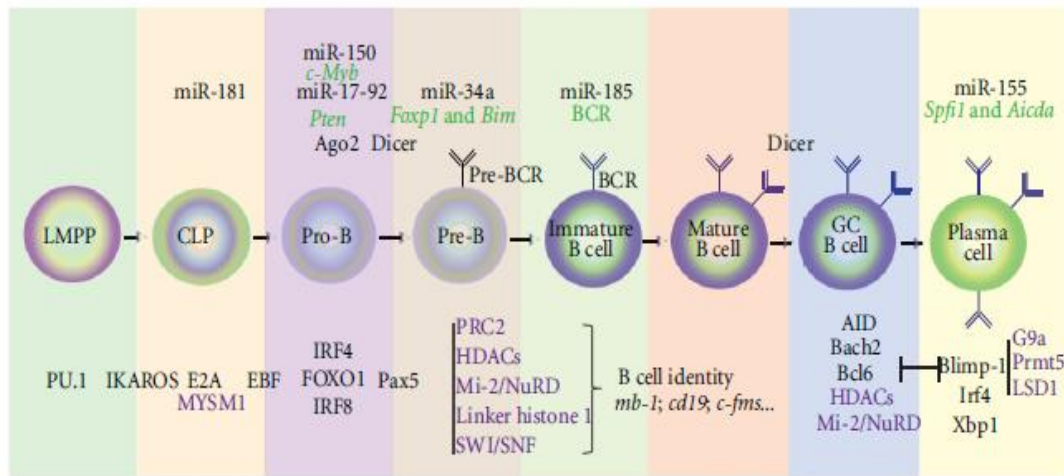 miR-150
c-Myb
miR-181
miR-17-92
miR-34a
miR-185
miR-155
Pten
Foxp1 and Bim
BCR
Spfi1 and Aicda
Ago2 Dicer
Dicer
Pre-BCR
BCR
LMPP
CLP
Pro-B
Pre-B
Immature
B cell
Mature
B cell
GC
B cell
Plasma
cell
PU.1
IKAROS
E2A
MYSM1
EBF
IRF4
FOXO1
IRF8
Pax5
PRC2
HDACs
Mi-2/NuRD
Linker histone 1
SWI/SNF
B cell identity
mb-1; cd19; c-fms...
AID
Bach2
Bcl6
HDACs
Mi-2/NuRD
Blimp-1
Irf4
Xbp1
G9a
Prmt5
LSD1